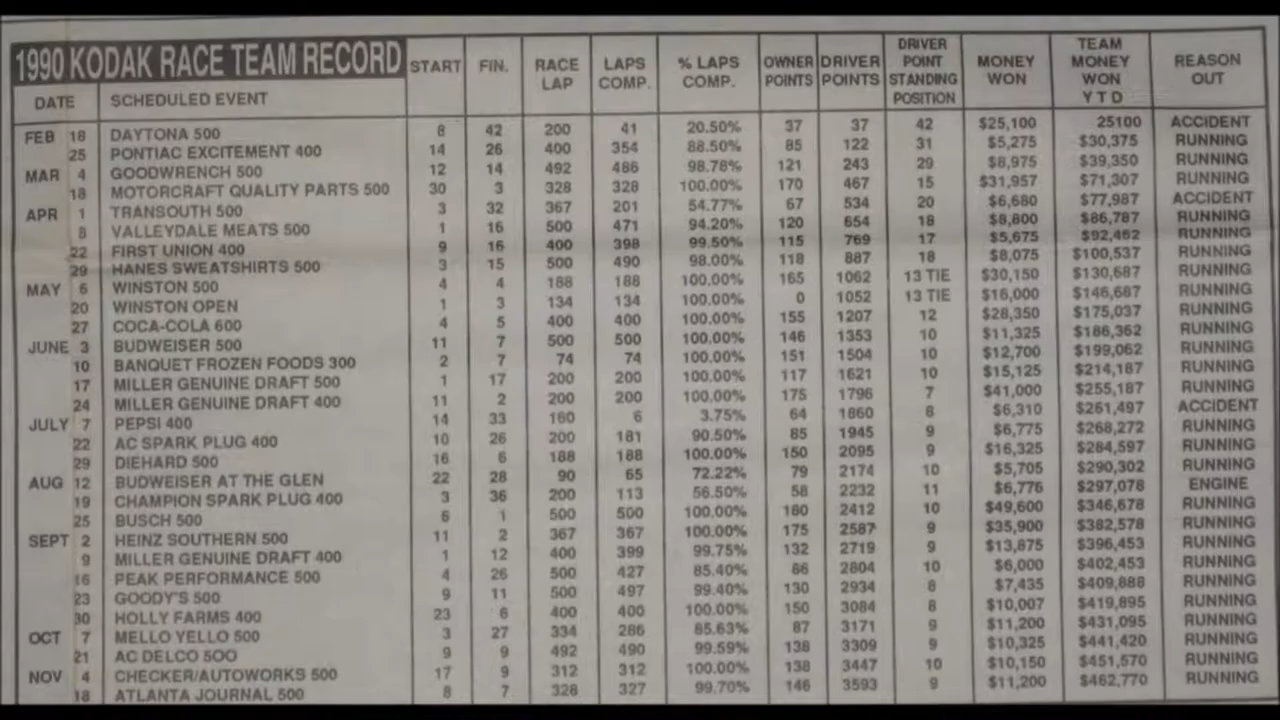 1990 KODAK RACE TEAM RECORD
DATE SCHEDULED EVENT START FIN. RACE LAP LAPS COMP. % LAPS COMP. OWNER POINTS DRIVER POINTS DRIVER POINT STANDING POSITION MONEY WON TEAM MONEY WON Y T D REASON OUT
FEB 18 DAYTONA 500 8 42 200 41 20.50% 37 37 42 $25,100 25100 ACCIDENT
25 PONTIAC EXCITEMENT 400 14 26 400 354 88.50% 85 122 31 $5,275 $30,375 RUNNING
MAR 4 GOODWRENCH 500 12 14 492 486 98.78% 121 243 29 $8,975 $39,350 RUNNING
18 MOTORCRAFT QUALITY PARTS 500 30 3 328 328 100.00% 170 467 15 $31,957 $71,307 RUNNING
APR 1 TRANSOUTH 500 3 32 367 201 54.77% 67 534 20 $6,680 $77,987 ACCIDENT
8 VALLEYDALE MEATS 500 1 16 500 471 94.20% 120 654 18 $8,800 $86,787 RUNNING
22 FIRST UNION 400 9 16 400 398 99.50% 115 769 17 $5,675 $92,462 RUNNING
29 HANES SWEATSHIRTS 500 3 15 500 490 98.00% 118 887 18 $8,075 $100,537 RUNNING
MAY 6 WINSTON 500 4 4 188 188 100.00% 165 1062 13 TIE $30,150 $130,687 RUNNING
20 WINSTON OPEN 1 3 134 134 100.00% 0 1052 13 TIE $16,000 $146,687 RUNNING
27 COCA-COLA 600 4 5 400 400 100.00% 155 1207 12 $28,350 $175,037 RUNNING
JUNE 3 BUDWEISER 500 11 7 500 500 100.00% 146 1353 10 $11,325 $186,362 RUNNING
10 BANQUET FROZEN FOODS 300 2 7 74 74 100.00% 151 1504 10 $12,700 $199,062 RUNNING
17 MILLER GENUINE DRAFT 500 1 17 200 200 100.00% 117 1621 10 $15,125 $214,187 RUNNING
24 MILLER GENUINE DRAFT 400 11 2 200 200 100.00% 175 1796 7 $41,000 $255,187 RUNNING
JULY 7 PEPSI 400 14 33 160 6 3.75% 64 1860 8 $6,310 $261,497 ACCIDENT
22 AC SPARK PLUG 400 10 26 200 181 90.50% 85 1945 9 $6,775 $268,272 RUNNING
29 DIEHARD 500 16 6 188 188 100.00% 150 2095 9 $16,325 $284,597 RUNNING
AUG 12 BUDWEISER AT THE GLEN 22 28 90 65 72.22% 79 2174 10 $5,705 $290,302 RUNNING
19 CHAMPION SPARK PLUG 400 3 36 200 113 56.50% 58 2232 11 $6,776 $297,078 ENGINE
25 BUSCH 500 6 1 500 500 100.00% 180 2412 10 $49,600 $346,678 RUNNING
SEPT 2 HEINZ SOUTHERN 500 11 2 367 367 100.00% 175 2587 9 $35,900 $382,578 RUNNING
9 MILLER GENUINE DRAFT 400 1 12 400 399 99.75% 132 2719 9 $13,875 $396,453 RUNNING
16 PEAK PERFORMANCE 500 4 26 500 427 85.40% 86 2804 10 $6,000 $402,453 RUNNING
23 GOODY'S 500 9 11 500 497 99.40% 130 2934 8 $7,435 $409,888 RUNNING
30 HOLLY FARMS 400 23 6 400 400 100.00% 150 3084 8 $10,007 $419,895 RUNNING
OCT 7 MELLO YELLO 500 3 27 334 286 85.63% 87 3171 9 $11,200 $431,095 RUNNING
21 AC DELCO 500 9 9 492 490 99.59% 138 3309 9 $10,325 $441,420 RUNNING
NOV 4 CHECKER/AUTOWORKS 500 17 9 312 312 100.00% 138 3447 10 $10,150 $451,570 RUNNING
18 ATLANTA JOURNAL 500 8 7 328 327 99.70% 146 3593 9 $11,200 $462,770 RUNNING